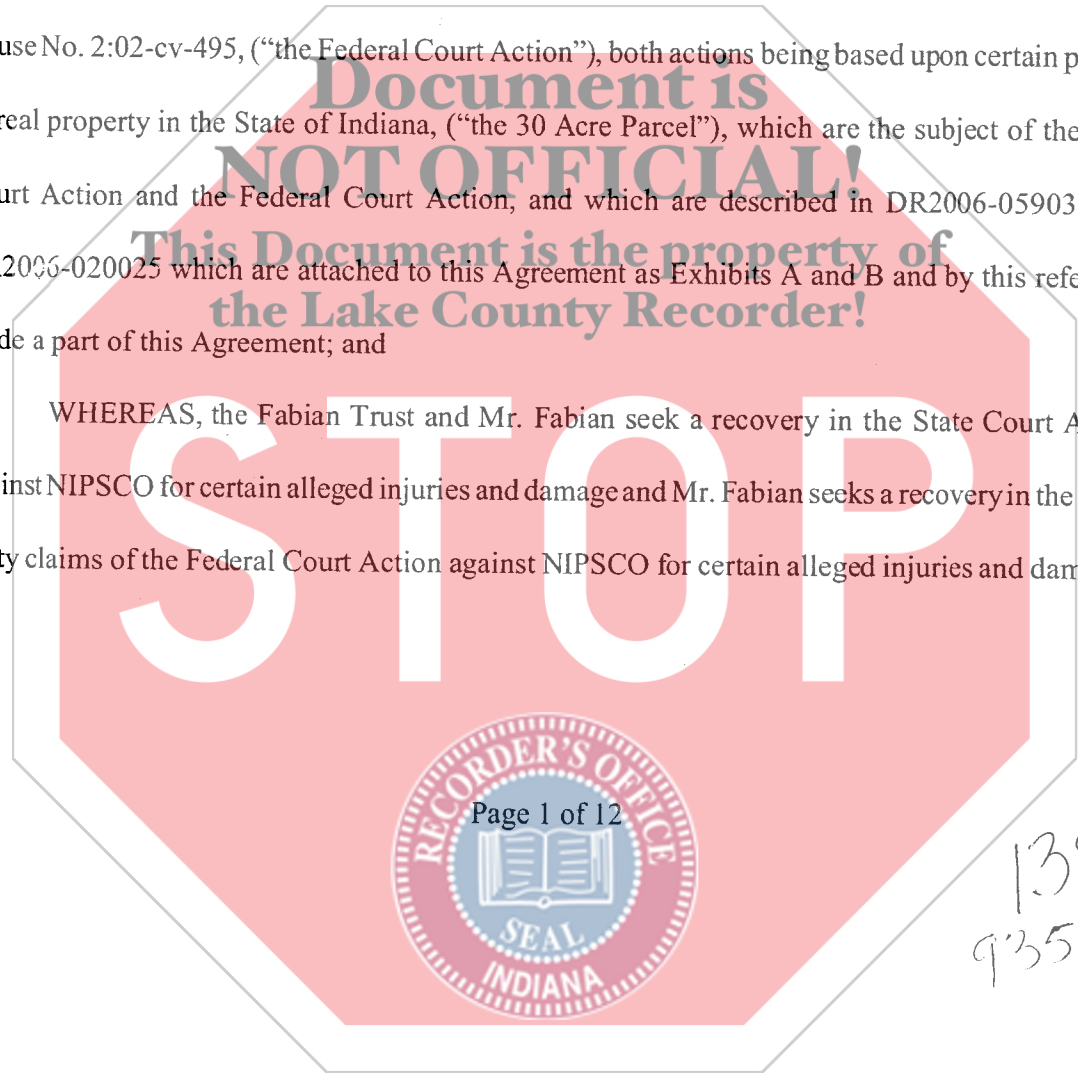 use No. 2:02-cv-495, (“the Federal Court Action”), both actions being based upon certain p
Document is
real property in the State of Indiana, (“the 30 Acre Parcel”), which are the subject of the
NOT OFFICIAL!
urt Action and the Federal Court Action, and which are described in DR2006-05903
This Document is the property of
2006-020025 which are attached to this Agreement as Exhibits A and B and by this refe
the Lake County Recorder!
de a part of this Agreement; and
WHEREAS, the Fabian Trust and Mr. Fabian seek a recovery in the State Court A
inst NIPSCO for certain alleged injuries and damage and Mr. Fabian seeks a recovery in the
ty claims of the Federal Court Action against NIPSCO for certain alleged injuries and dam
STOP
RECORDER'S OFFICE
Page 1 of 12
SEAL
INDIANA
13
935